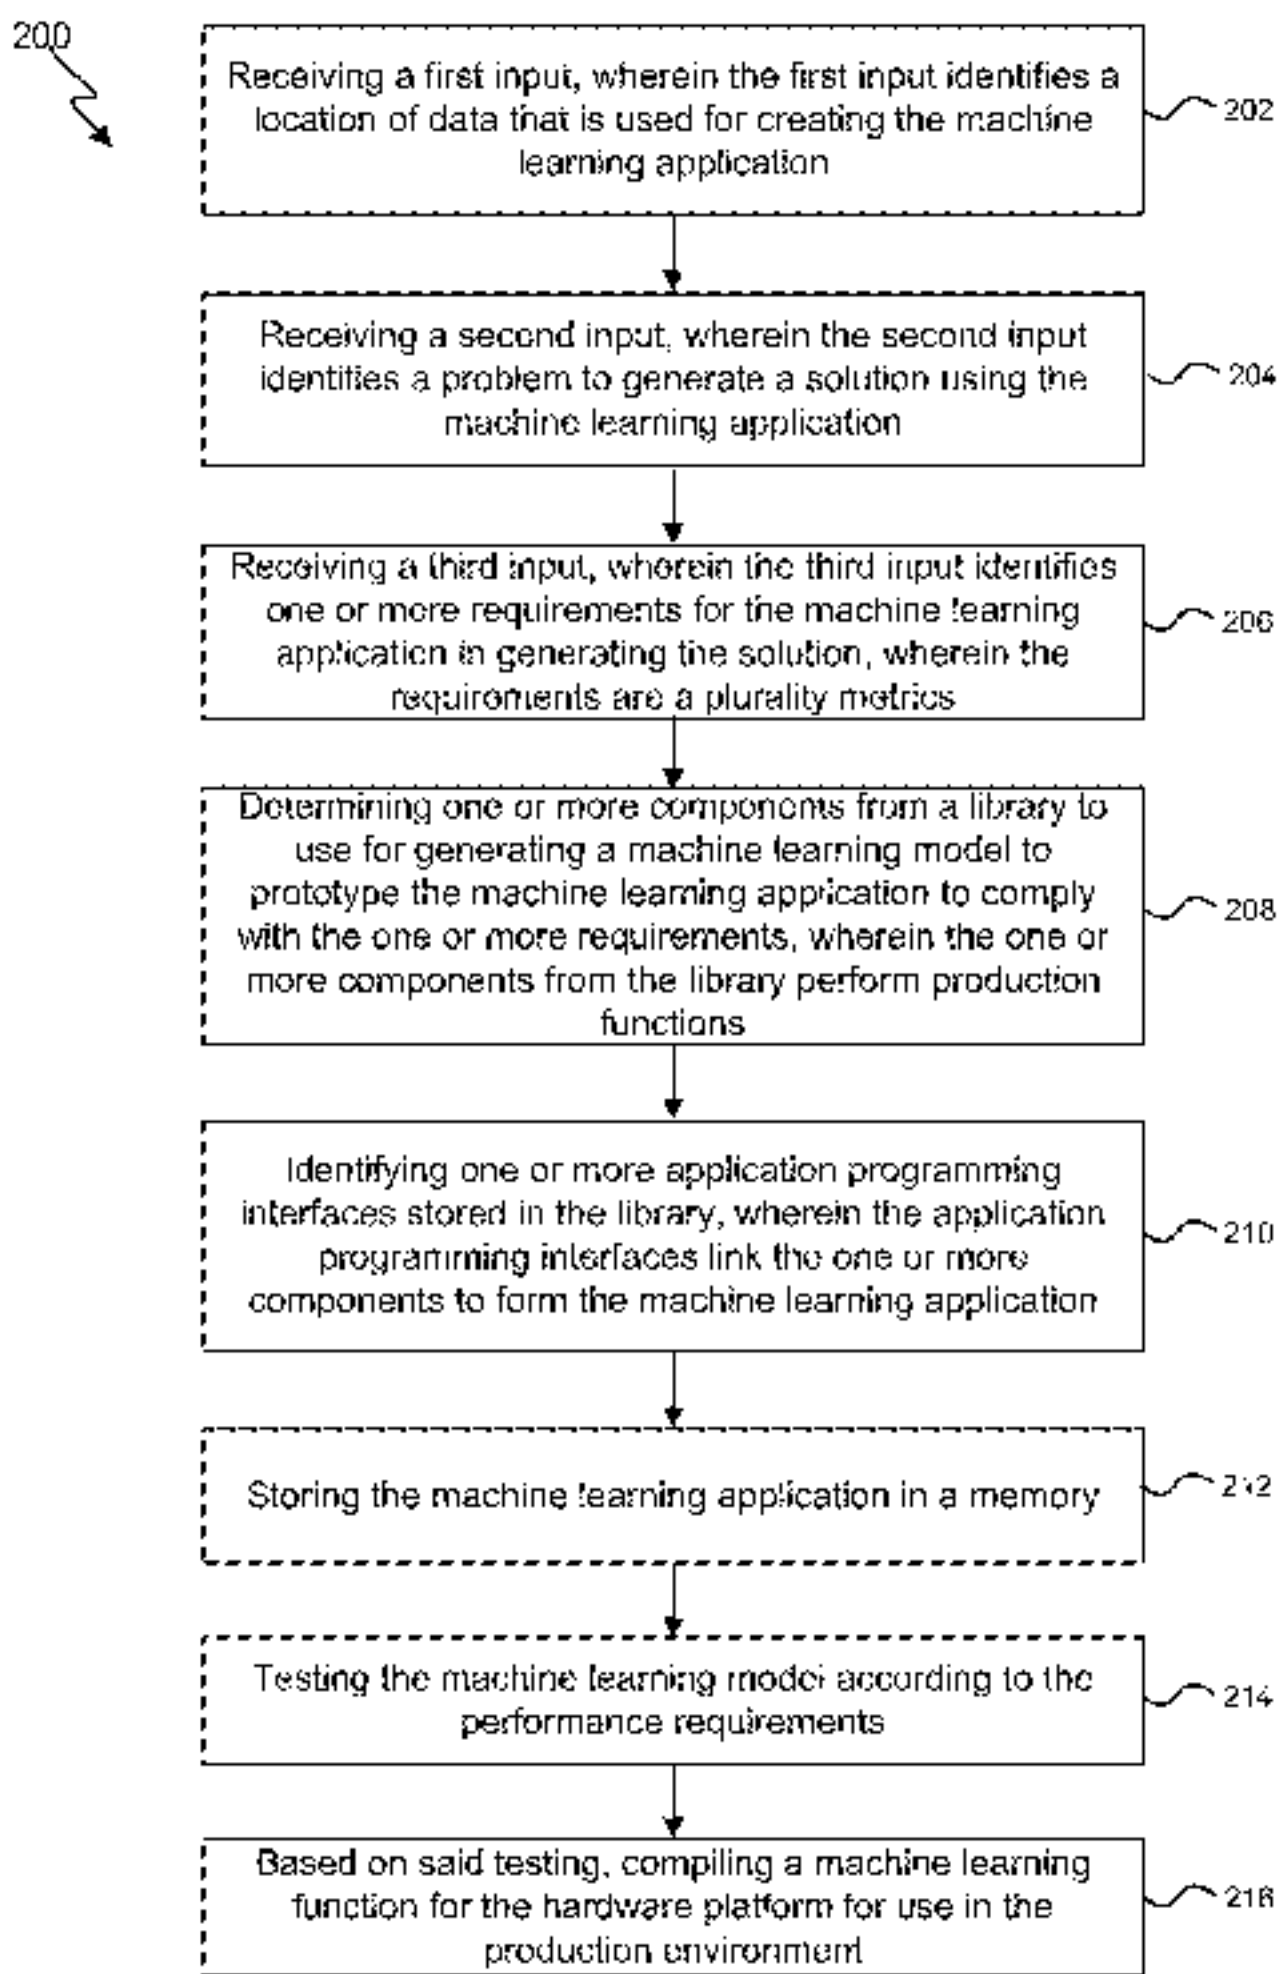 200
Receiving a first input, wherein the first input identifies a
location of data that is used for creating the machine
learning application
202
Receiving a second input, wherein the second input
identifies a problem to generate a solution using the
machine learning application
204
Receiving a third input, wherein the third input identifies
one or more requirements for the machine learning
application in generating the solution, wherein the
requirements are a plurality metrics
206
Determining one or more components from a library to
use for generating a machine learning model to
prototype the machine learning application to comply
with the one or more requirements, wherein the one or
more components from the library perform production
functions
208
Identifying one or more application programming
interfaces stored in the library, wherein the application
programming interfaces link the one or more
components to form the machine learning application
210
Storing the machine learning application in a memory
212
Testing the machine learning model according to the
performance requirements
214
Based on said testing, compiling a machine learning
function for the hardware platform for use in the
production environment
216